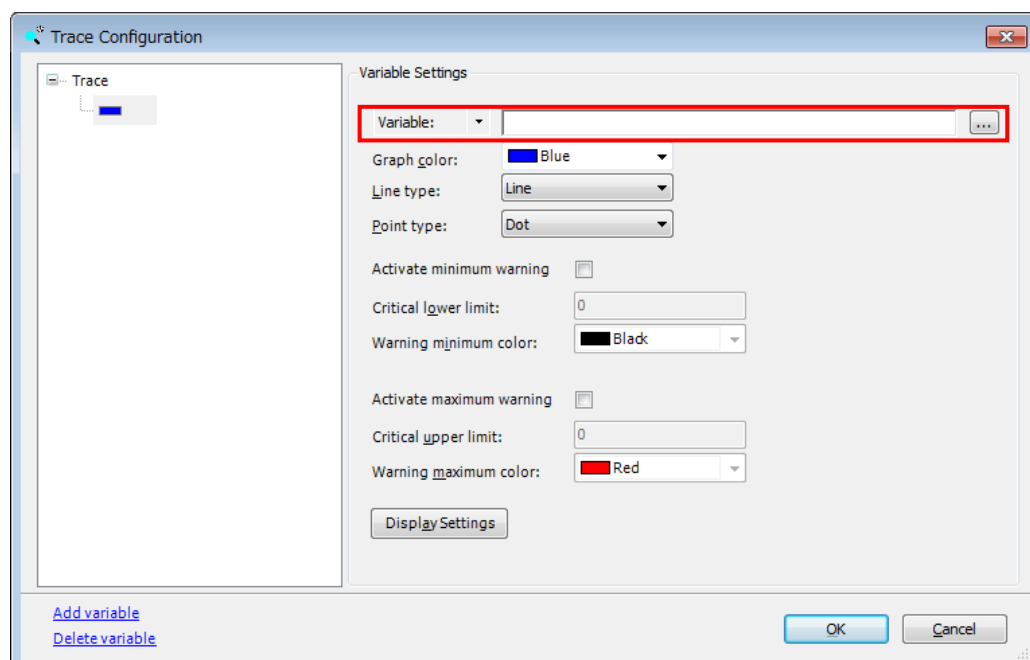 Trace Configuration
Trace
Variable Settings
Variable:
...
Graph color:
Blue
Line type:
Line
Point type:
Dot
Activate minimum warning
Critical lower limit:
0
Warning minimum color:
Black
Activate maximum warning
Critical upper limit:
0
Warning maximum color:
Red
Display Settings
Add variable
Delete variable
OK
Cancel